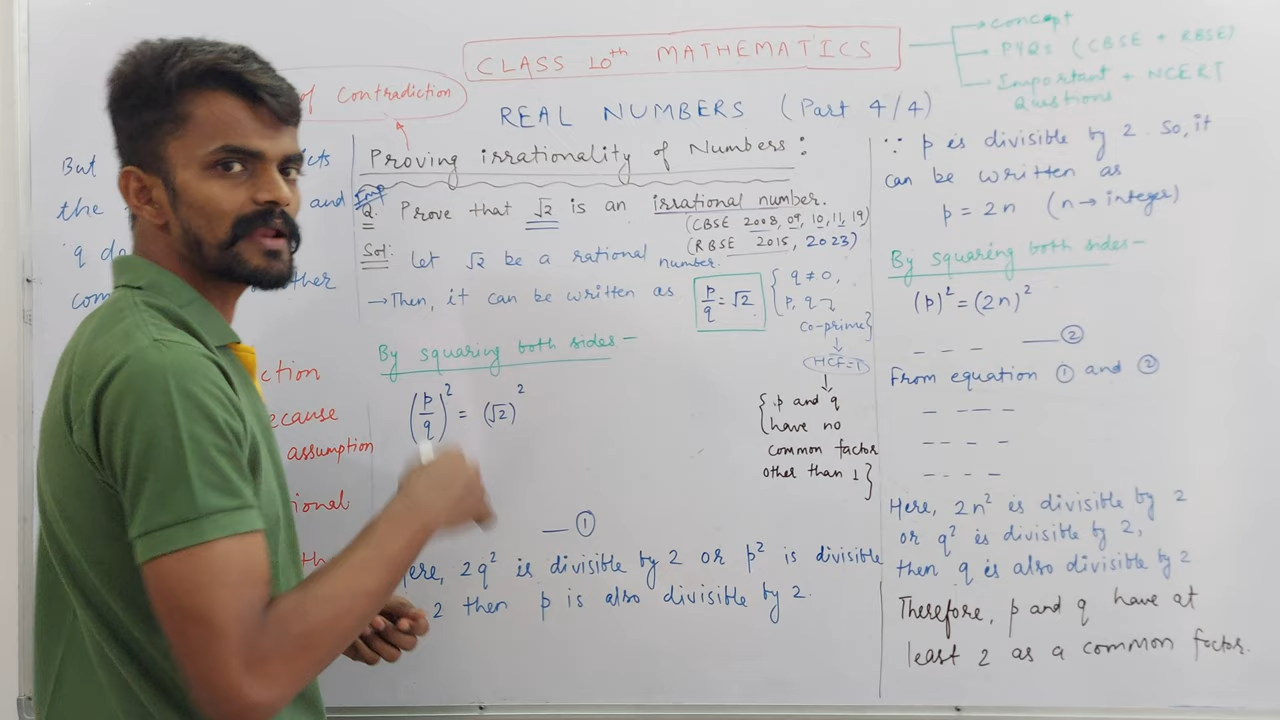 CLASS 10th MATHEMATICS
concept
PYQs (CBSE + RBSE)
Important + NCERT
Questions
of Contradiction
REAL NUMBERS (Part 4/4)
But
the
and
q do
com
ction
ecause
assumption
ional
Proving irrationality of Numbers:
Imp
Q. Prove that √2 is an irrational number.
(CBSE 2008, 09, 10, 11, 19)
(RBSE 2015, 2023)
Sol: Let √2 be a rational number.
→ Then, it can be written as
p/q = √2
{ q ≠ 0,
p, q →
co-prime}
↓
HCF=1
↓
{ p and q
have no
common factor
other than 1 }
By squaring both sides-
(p/q)² = (√2)²
— ①
ere, 2q² is divisible by 2 or p² is divisible
2 then p is also divisible by 2.
∵ p is divisible by 2. So, it
can be written as
p = 2n (n → integer)
By squaring both sides-
(p)² = (2n)²
_ _ _ — ②
From equation ① and ②
_ _ _ _
_ _ _ _
_ _ _ _
Here, 2n² is divisible by 2
or q² is divisible by 2,
then q is also divisible by 2
Therefore, p and q have at
least 2 as a common factor.